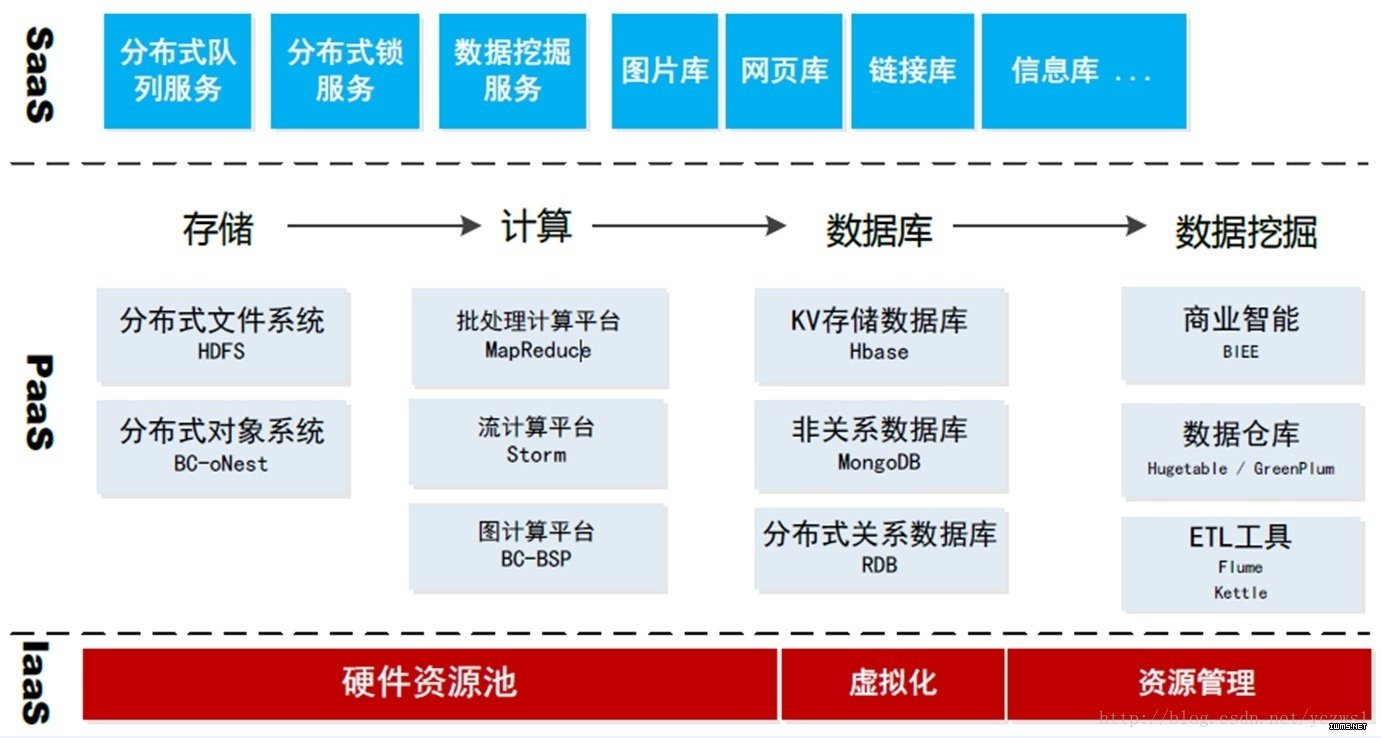 SaaS
分布式队
列服务
分布式锁
服务
数据挖掘
服务
图片库
网页库
链接库
信息库 ...
PaaS
存储
计算
数据库
数据挖掘
分布式文件系统
HDFS
分布式对象系统
BC-oNest
批处理计算平台
MapReduce
流计算平台
Storm
图计算平台
BC-BSP
KV存储数据库
Hbase
非关系数据库
MongoDB
分布式关系数据库
RDB
商业智能
BIEE
数据仓库
Hugetable / GreenPlum
ETL工具
Flume
Kettle
IaaS
硬件资源池
虚拟化
资源管理
http://blog.csdn.net/yczws1
IWMS.NET